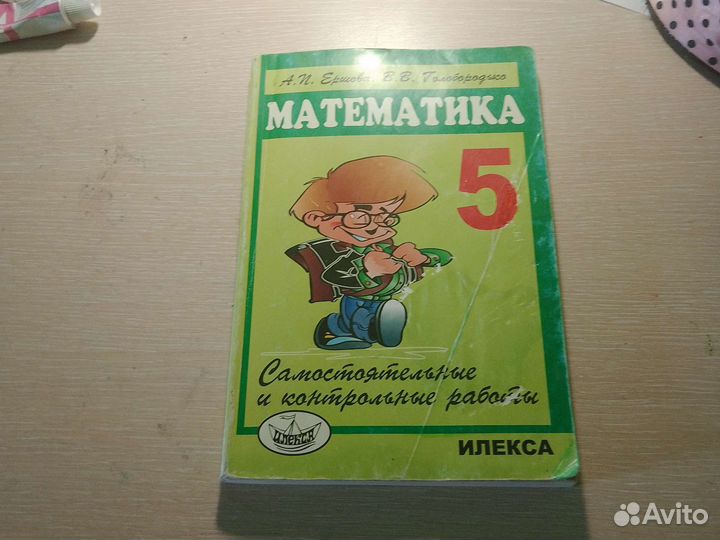 А.П. Ершова, В.В. Голобородько
МАТЕМАТИКА
5
Самостоятельные
и контрольные работы
ИЛЕКСА
ИЛЕКСА
Avito